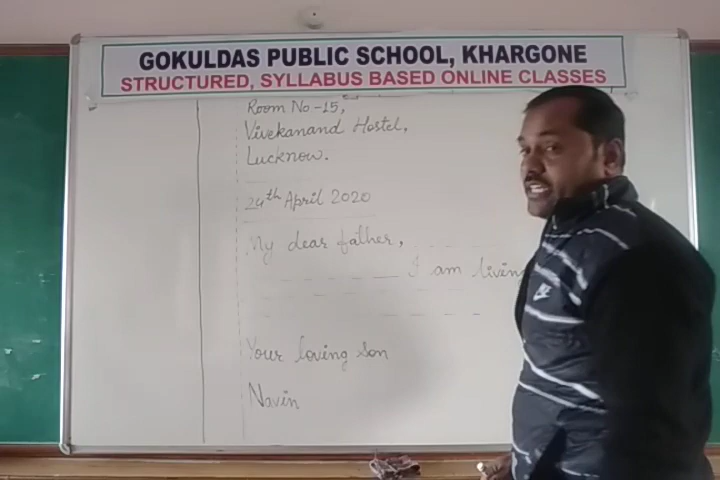 GOKULDAS PUBLIC SCHOOL, KHARGONE
STRUCTURED, SYLLABUS BASED ONLINE CLASSES
Room No-15,
Vivekanand Hostel,
Lucknow.
24th April 2020
My dear father,
I am livin
Your loving son
Navin